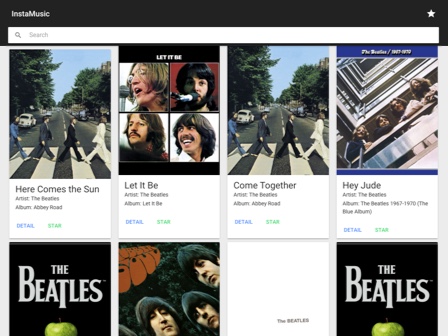 InstaMusic
Search
LET IT BE
The Beatles / 1967-1970
Here Comes the Sun
Artist: The Beatles
Album: Abbey Road
DETAIL STAR
Let It Be
Artist: The Beatles
Album: Let It Be
DETAIL STAR
Come Together
Artist: The Beatles
Album: Abbey Road
DETAIL STAR
Hey Jude
Artist: The Beatles
Album: The Beatles 1967-1970 (The
Blue Album)
DETAIL STAR
THE
BEATLES
The BEATLES
THE
BEATLES